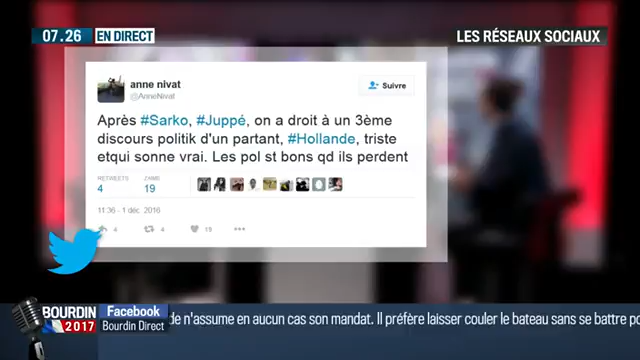 07.26 EN DIRECT
LES RÉSEAUX SOCIAUX
anne nivat
@AnneNivat
Suivre
Après #Sarko, #Juppé, on a droit à un 3ème
discours politik d'un partant, #Hollande, triste
etqui sonne vrai. Les pol st bons qd ils perdent
RETWEETS
4
J'AIME
19
11:36 - 1 déc. 2016
4 4 19
BOURDIN
2017
Facebook
Bourdin Direct
de n'assume en aucun cas son mandat. Il préfère laisser couler le bateau sans se battre po